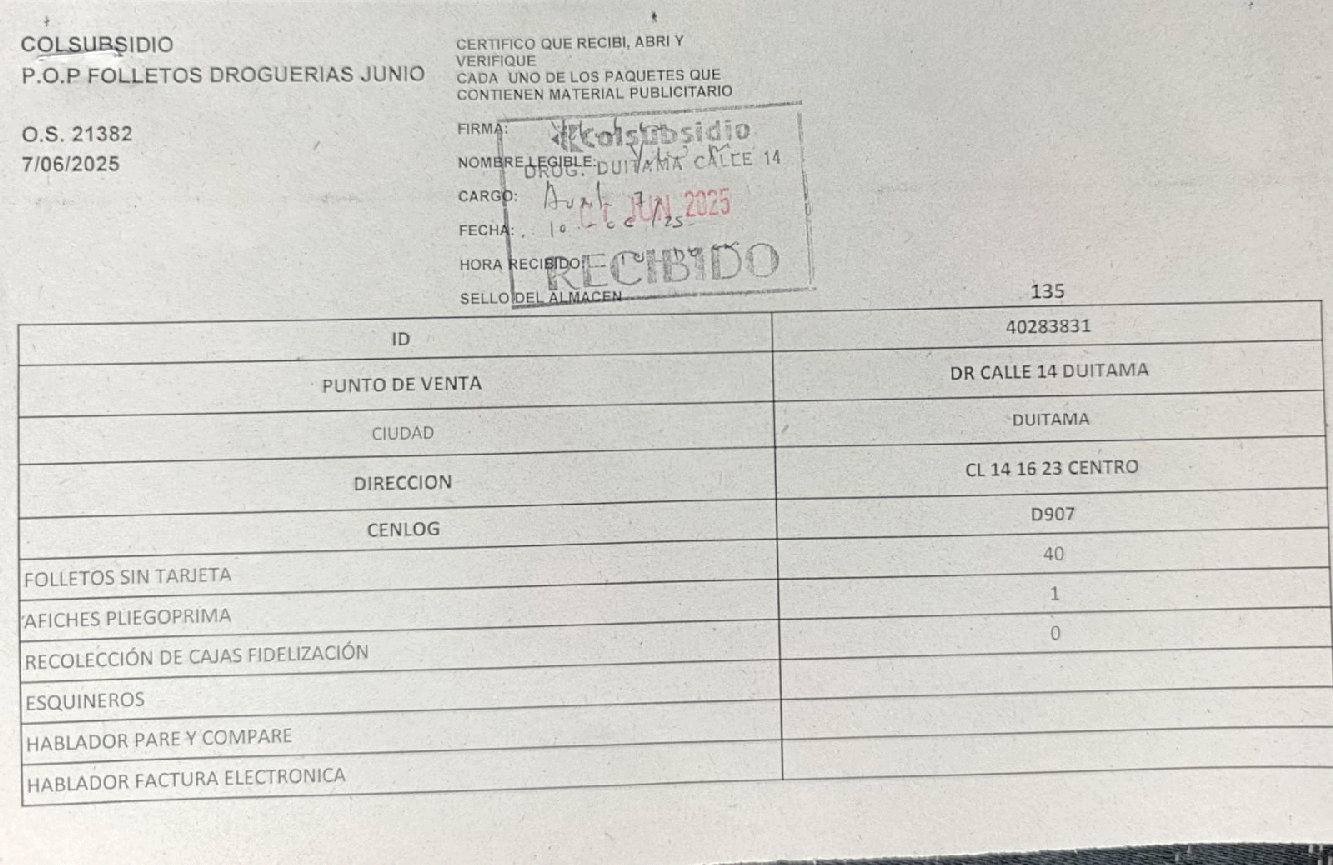 COLSUBSIDIO
P.O.P FOLLETOS DROGUERIAS JUNIO
O.S. 21382
7/06/2025
CERTIFICO QUE RECIBI, ABRI Y
VERIFIQUE
CADA UNO DE LOS PAQUETES QUE
CONTIENEN MATERIAL PUBLICITARIO
FIRMA:
Colsubsidio
NOMBRE LEGIBLE:
DROG. DUITAMA CALLE 14
CARGO:
JUN 2025
FECHA:
HORA RECIBIDO
RECIBIDO
SELLO DEL ALMACEN
135
ID 40283831
PUNTO DE VENTA DR CALLE 14 DUITAMA
CIUDAD DUITAMA
DIRECCION CL 14 16 23 CENTRO
CENLOG D907
FOLLETOS SIN TARJETA 40
AFICHES PLIEGOPRIMA 1
RECOLECCIÓN DE CAJAS FIDELIZACIÓN 0
ESQUINEROS
HABLADOR PARE Y COMPARE
HABLADOR FACTURA ELECTRONICA